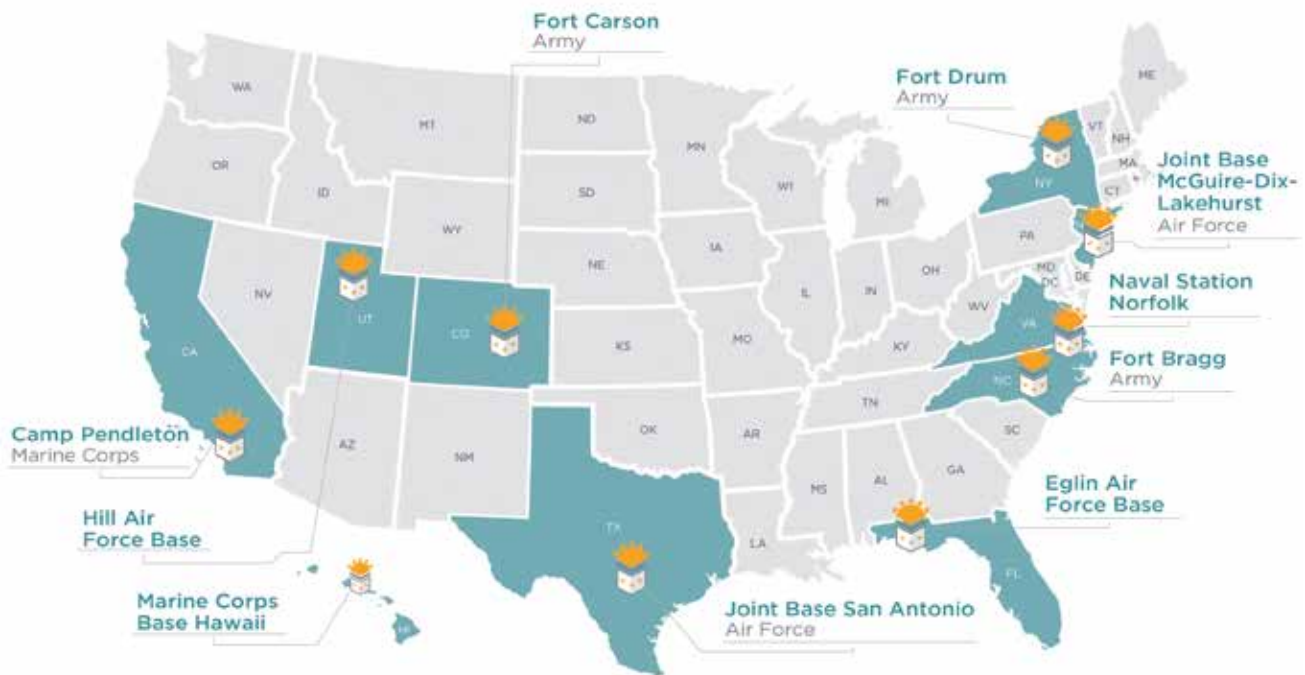 Fort Carson
Army
Fort Drum
Army
Joint Base
McGuire-Dix-
Lakehurst
Air Force
Naval Station
Norfolk
Fort Bragg
Army
Eglin Air
Force Base
Joint Base San Antonio
Air Force
Camp Pendleton
Marine Corps
Hill Air
Force Base
Marine Corps
Base Hawaii
WA
OR
ID
MT
ND
MN
SD
WY
NE
IA
WI
MI
NV
UT
CO
KS
MO
IL
IN
OH
PA
NY
VT
NH
ME
MA
CT
MD
DC
DE
WV
VA
KY
NC
TN
SC
CA
AZ
NM
OK
AR
TX
LA
MS
AL
GA
FL